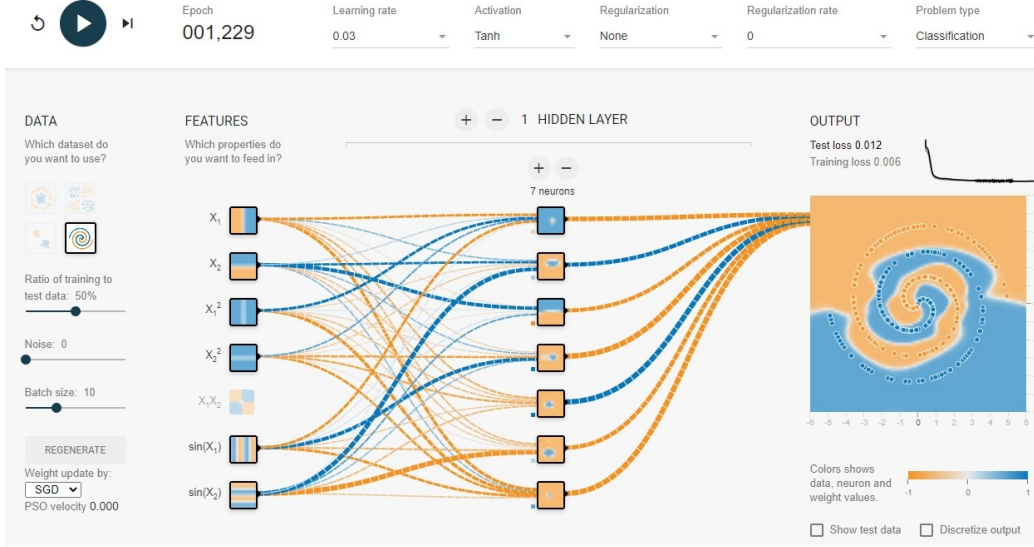 Epoch
001,229
Learning rate
0.03
Activation
Tanh
Regularization
None
Regularization rate
0
Problem type
Classification
DATA
Which dataset do
you want to use?
Ratio of training to
test data: 50%
Noise: 0
Batch size: 10
REGENERATE
Weight update by:
SGD
PSO velocity 0.000
FEATURES
Which properties do
you want to feed in?
X₁
X₂
X₁²
X₂²
X₁X₂
sin(X₁)
sin(X₂)
+ − 1 HIDDEN LAYER
+ −
7 neurons
OUTPUT
Test loss 0.012
Training loss 0.006
-6 -5 -4 -3 -2 -1 0 1 2 3 4 5 6
Colors shows
data, neuron and
weight values.
-1 0 1
Show test data
Discretize output